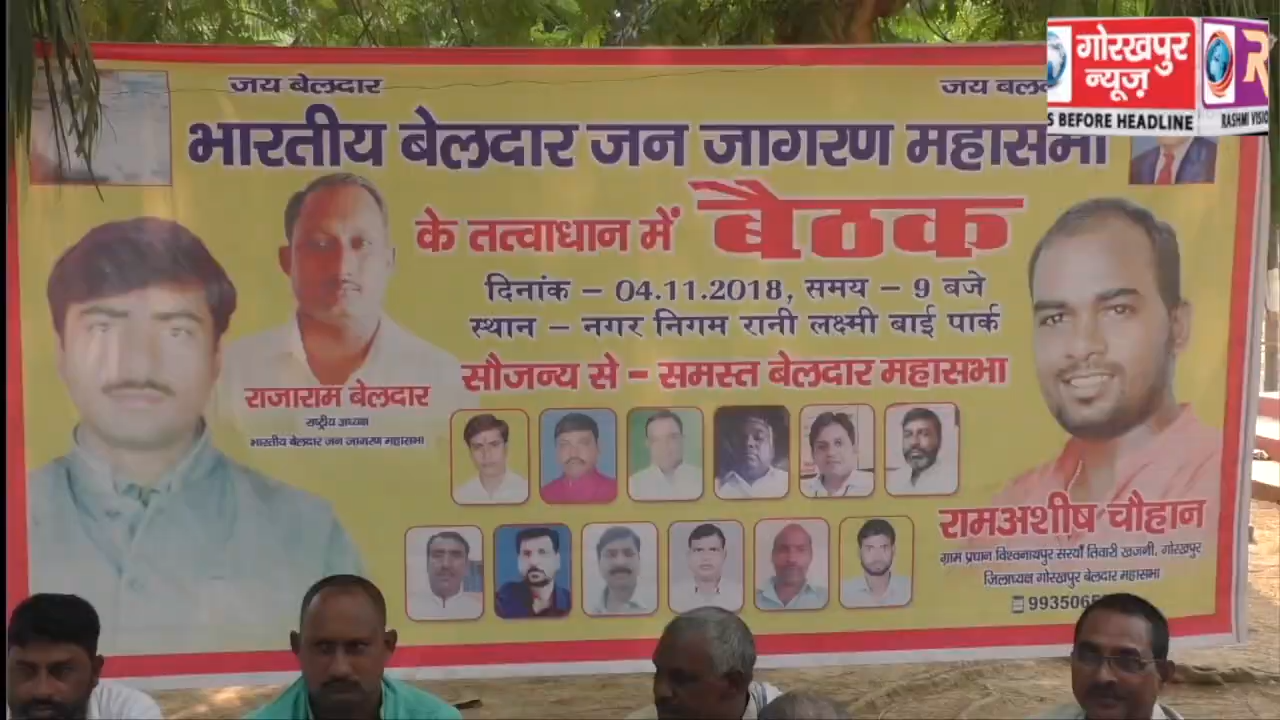 जय बेलदार
गोरखपुर
न्यूज़
S BEFORE HEADLINE
RASHMI VISIO
भारतीय बेलदार जन जागरण महासभा
के तत्वाधान में बैठक
दिनांक – 04.11.2018, समय – 9 बजे
स्थान – नगर निगम रानी लक्ष्मी बाई पार्क
सौजन्य से – समस्त बेलदार महासभा
राजाराम बेलदार
राष्ट्रीय अध्यक्ष
भारतीय बेलदार जन जागरण महासभा
रामअशीष चौहान
ग्राम प्रधान विश्वनाथपुर सरयाँ तिवारी खजनी, गोरखपुर
जिलाध्यक्ष गोरखपुर बेलदार महासभा